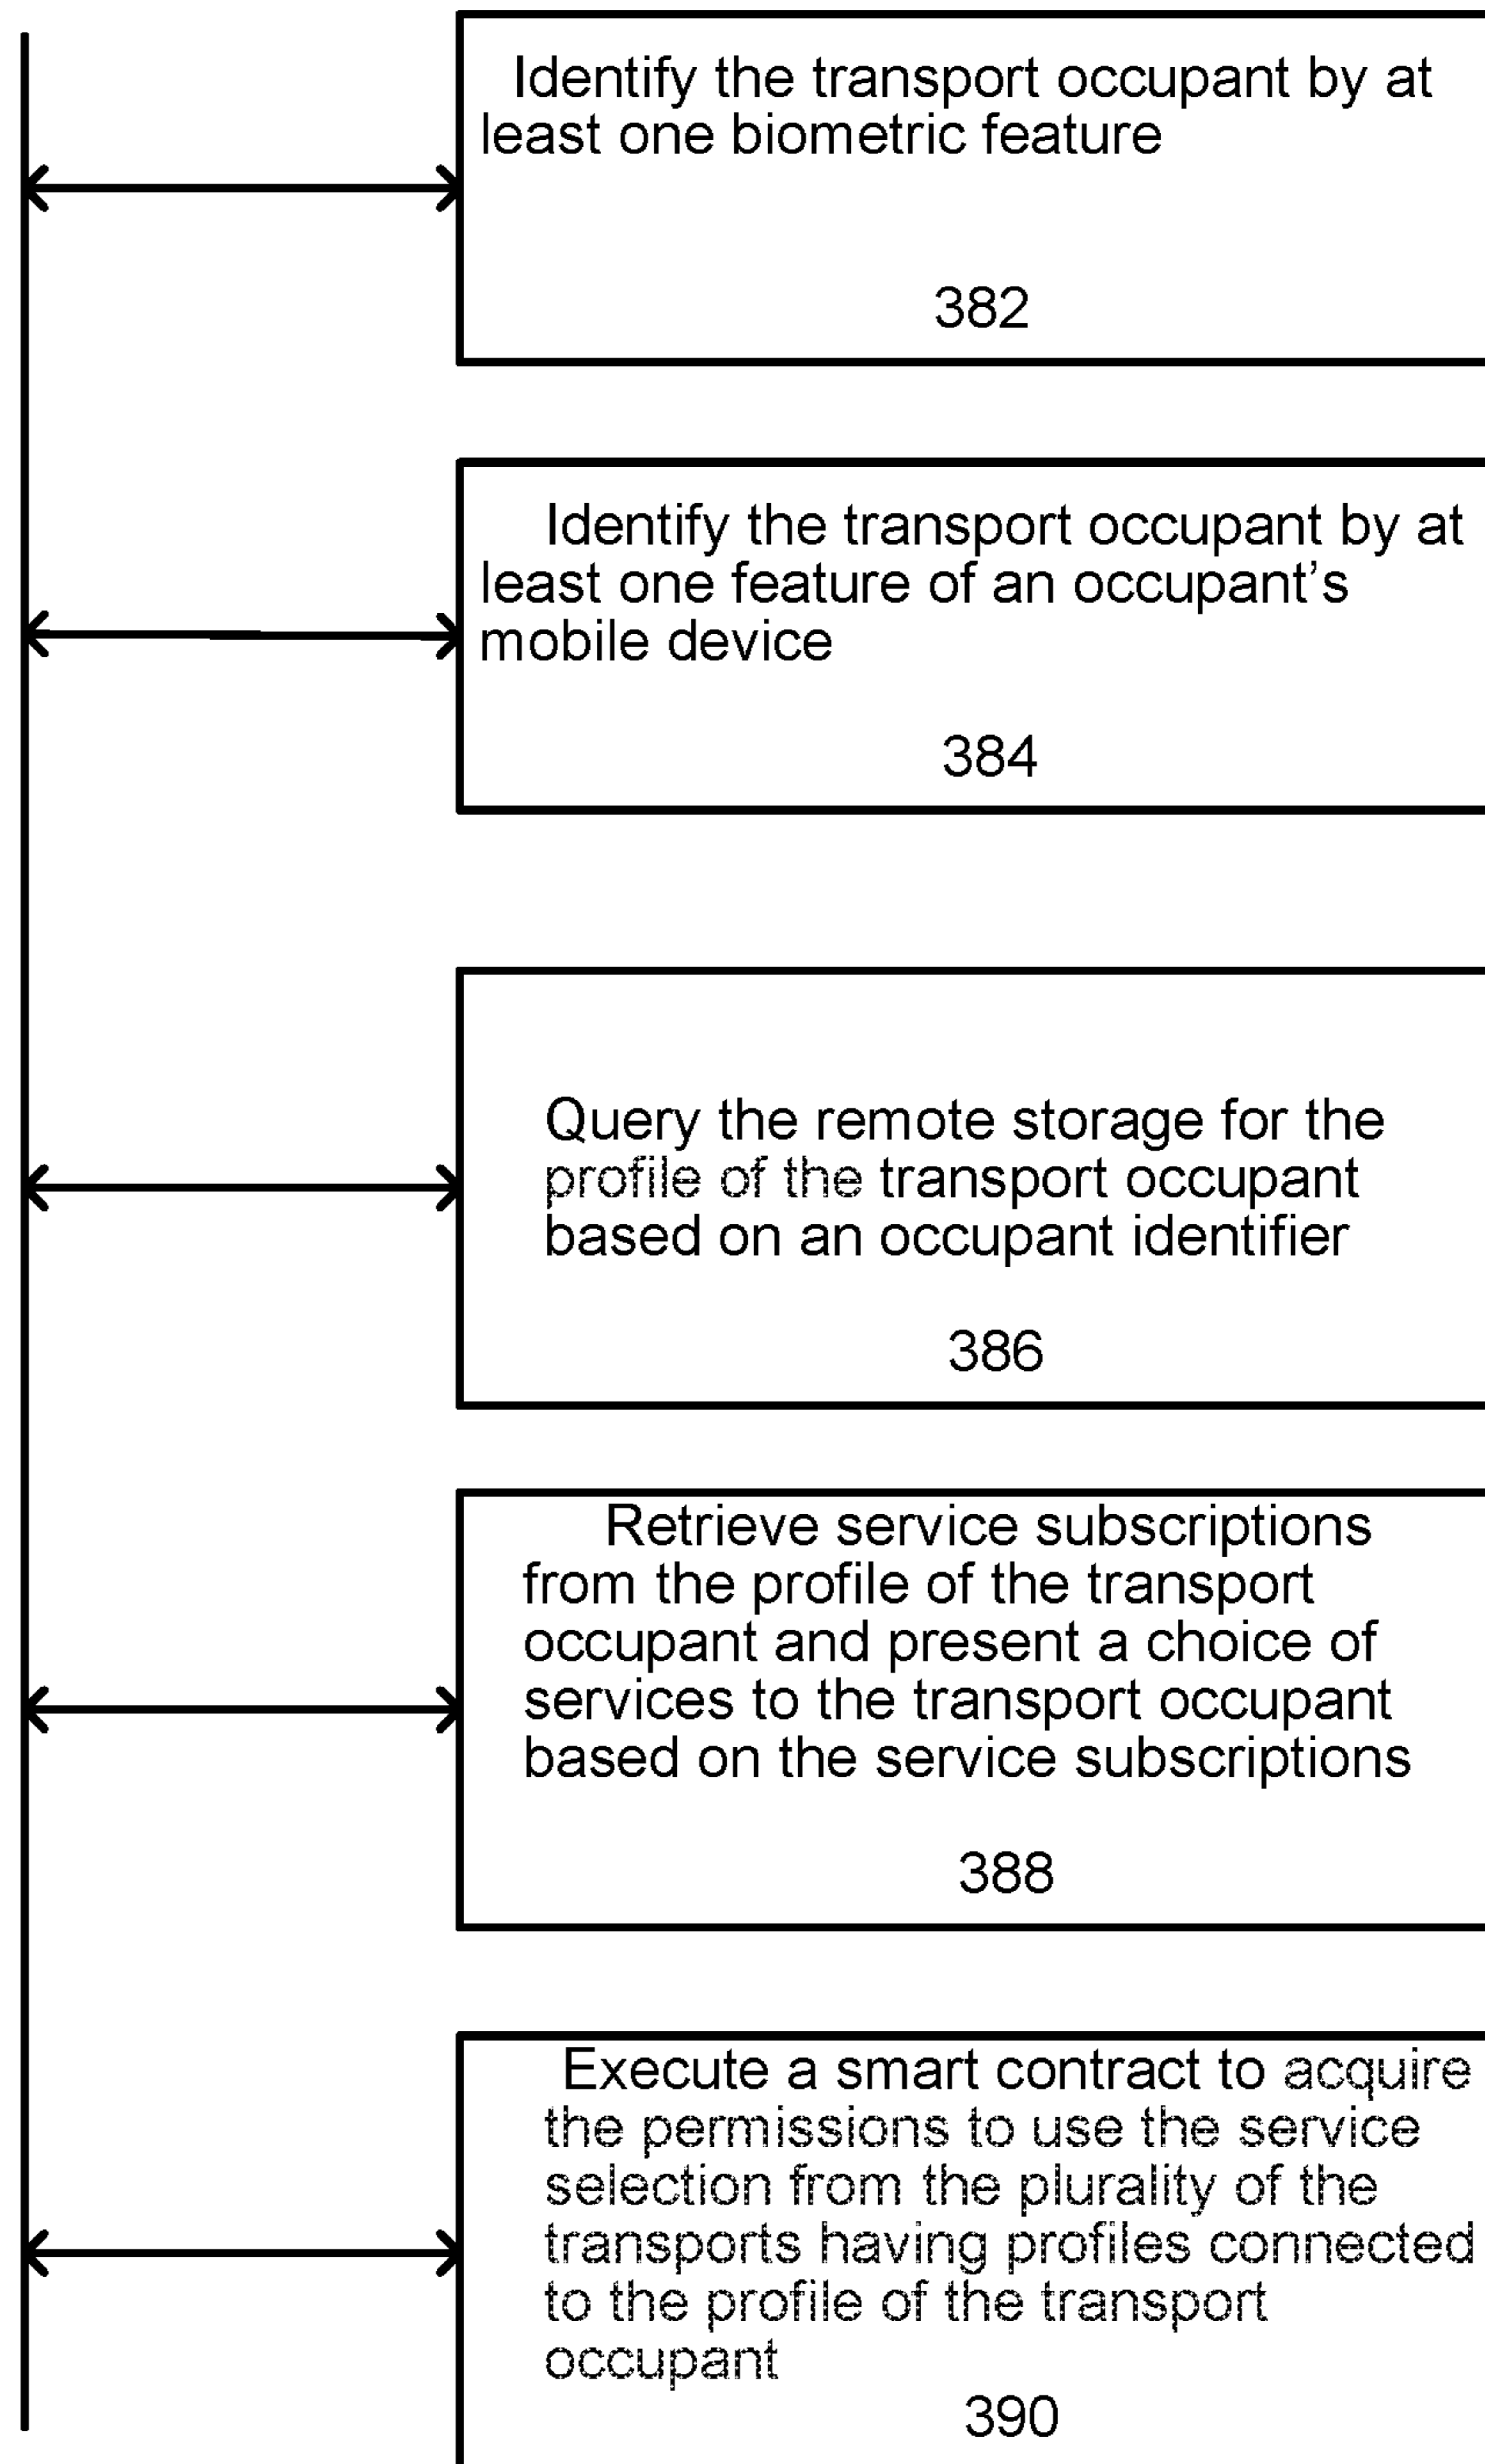 Identify the transport occupant by at
least one biometric feature
382
Identify the transport occupant by at
least one feature of an occupant's
mobile device
384
Query the remote storage for the
profile of the transport occupant
based on an occupant identifier
386
Retrieve service subscriptions
from the profile of the transport
occupant and present a choice of
services to the transport occupant
based on the service subscriptions
388
Execute a smart contract to acquire
the permissions to use the service
selection from the plurality of the
transports having profiles connected
to the profile of the transport
occupant
390